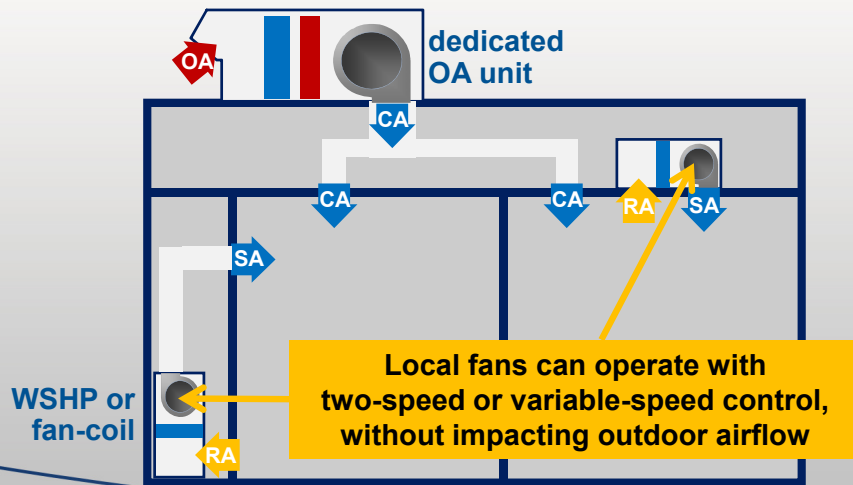 dedicated
OA unit
OA
CA
CA
CA
RA
SA
SA
Local fans can operate with
two-speed or variable-speed control,
without impacting outdoor airflow
WSHP or
fan-coil
RA